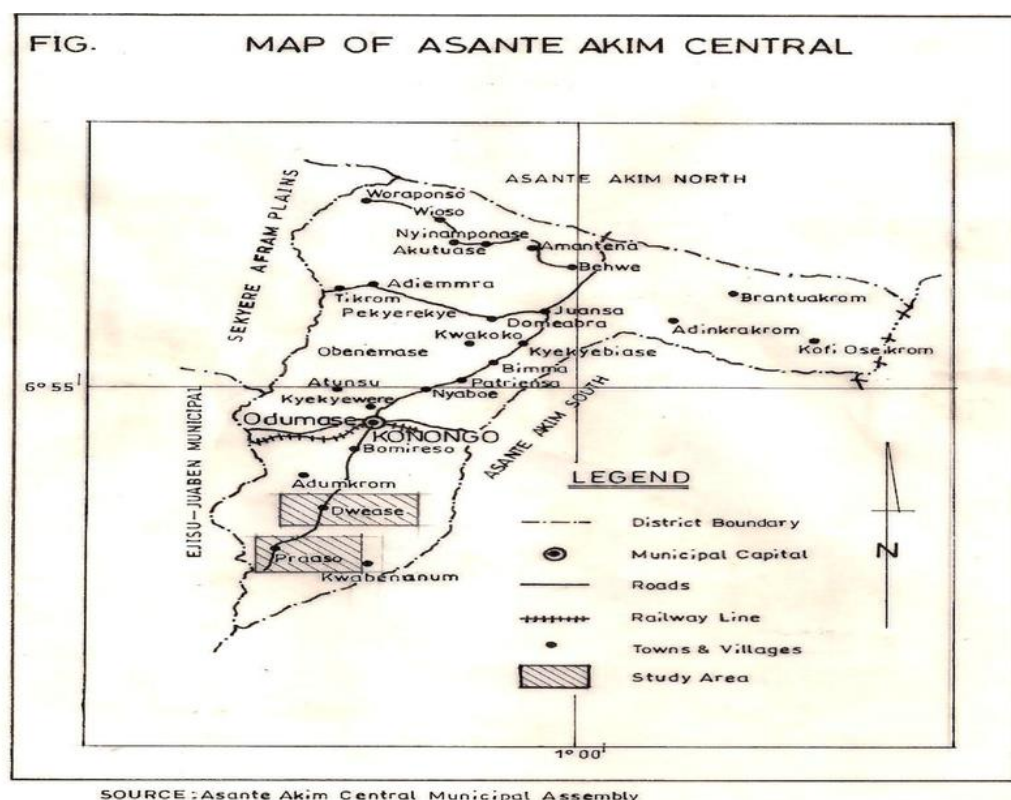 FIG. MAP OF ASANTE AKIM CENTRAL
ASANTE AKIM NORTH
SEKYERE AFRAM PLAINS
Woraponso
Wioso
Nyinamponase
Akutuase
Amantena
Behwe
Adiemmra
Tikrom
Pekyerekye
Juansa
Domeabra
Brantuakrom
Adinkrakrom
Kofi Oseikrom
Kwakoko
Kyekyebiase
Obenemase
Bimma
Patriensa
6°55'
Atunsu
Nyaboe
Kyekyewere
Odumase
KONONGO
Bomireso
ASANTE AKIM SOUTH
EJISU-JUABEN MUNICIPAL
Adumkrom
Dwease
Praaso
Kwabenanum
LEGEND
District Boundary
Municipal Capital
Roads
Railway Line
Towns & Villages
Study Area
N
1°00'
SOURCE: Asante Akim Central Municipal Assembly